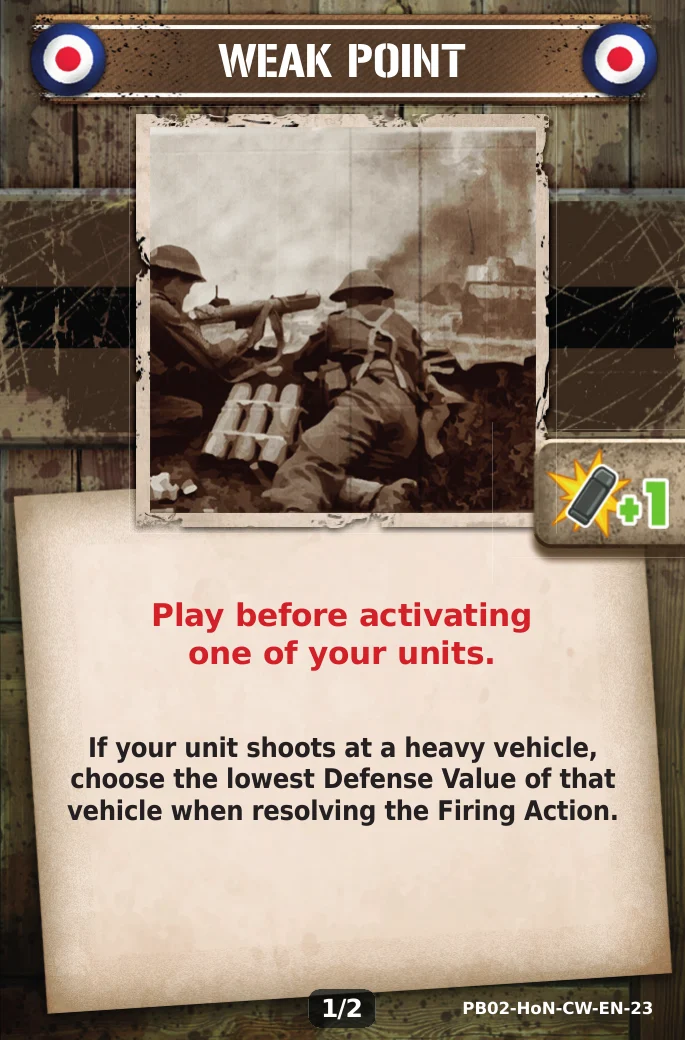 WEAK POINT
+1
Play before activating
one of your units.
If your unit shoots at a heavy vehicle,
choose the lowest Defense Value of that
vehicle when resolving the Firing Action.
1/2
PB02-HoN-CW-EN-23